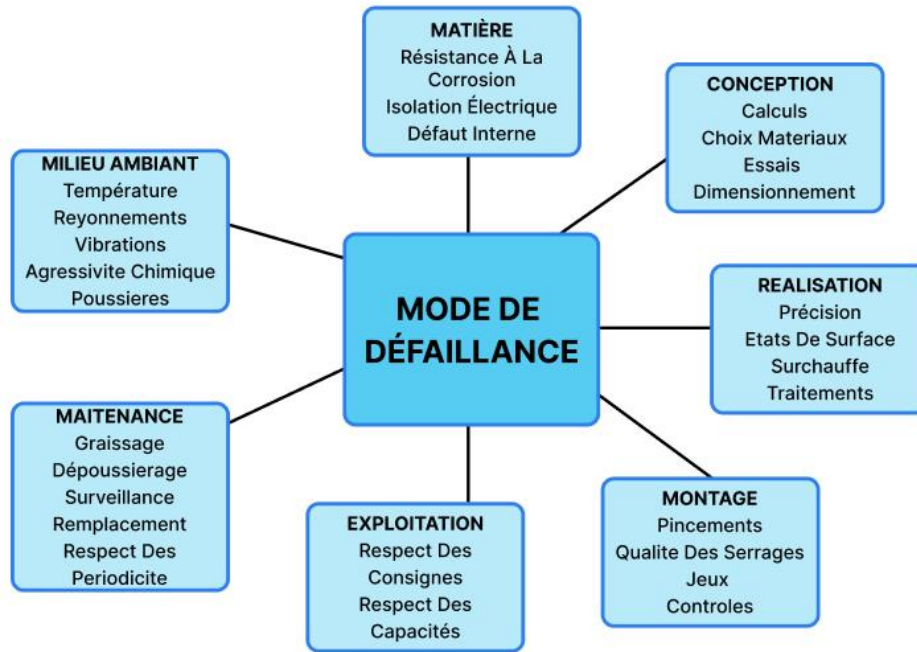 MATIÈRE
Résistance À La
Corrosion
Isolation Électrique
Défaut Interne
CONCEPTION
Calculs
Choix Materiaux
Essais
Dimensionnement
MILIEU AMBIANT
Température
Reyonnements
Vibrations
Agressivite Chimique
Poussieres
MODE DE
DÉFAILLANCE
REALISATION
Précision
Etats De Surface
Surchauffe
Traitements
MAITENANCE
Graissage
Dépoussierage
Surveillance
Remplacement
Respect Des
Periodicite
EXPLOITATION
Respect Des
Consignes
Respect Des
Capacités
MONTAGE
Pincements
Qualite Des Serrages
Jeux
Controles